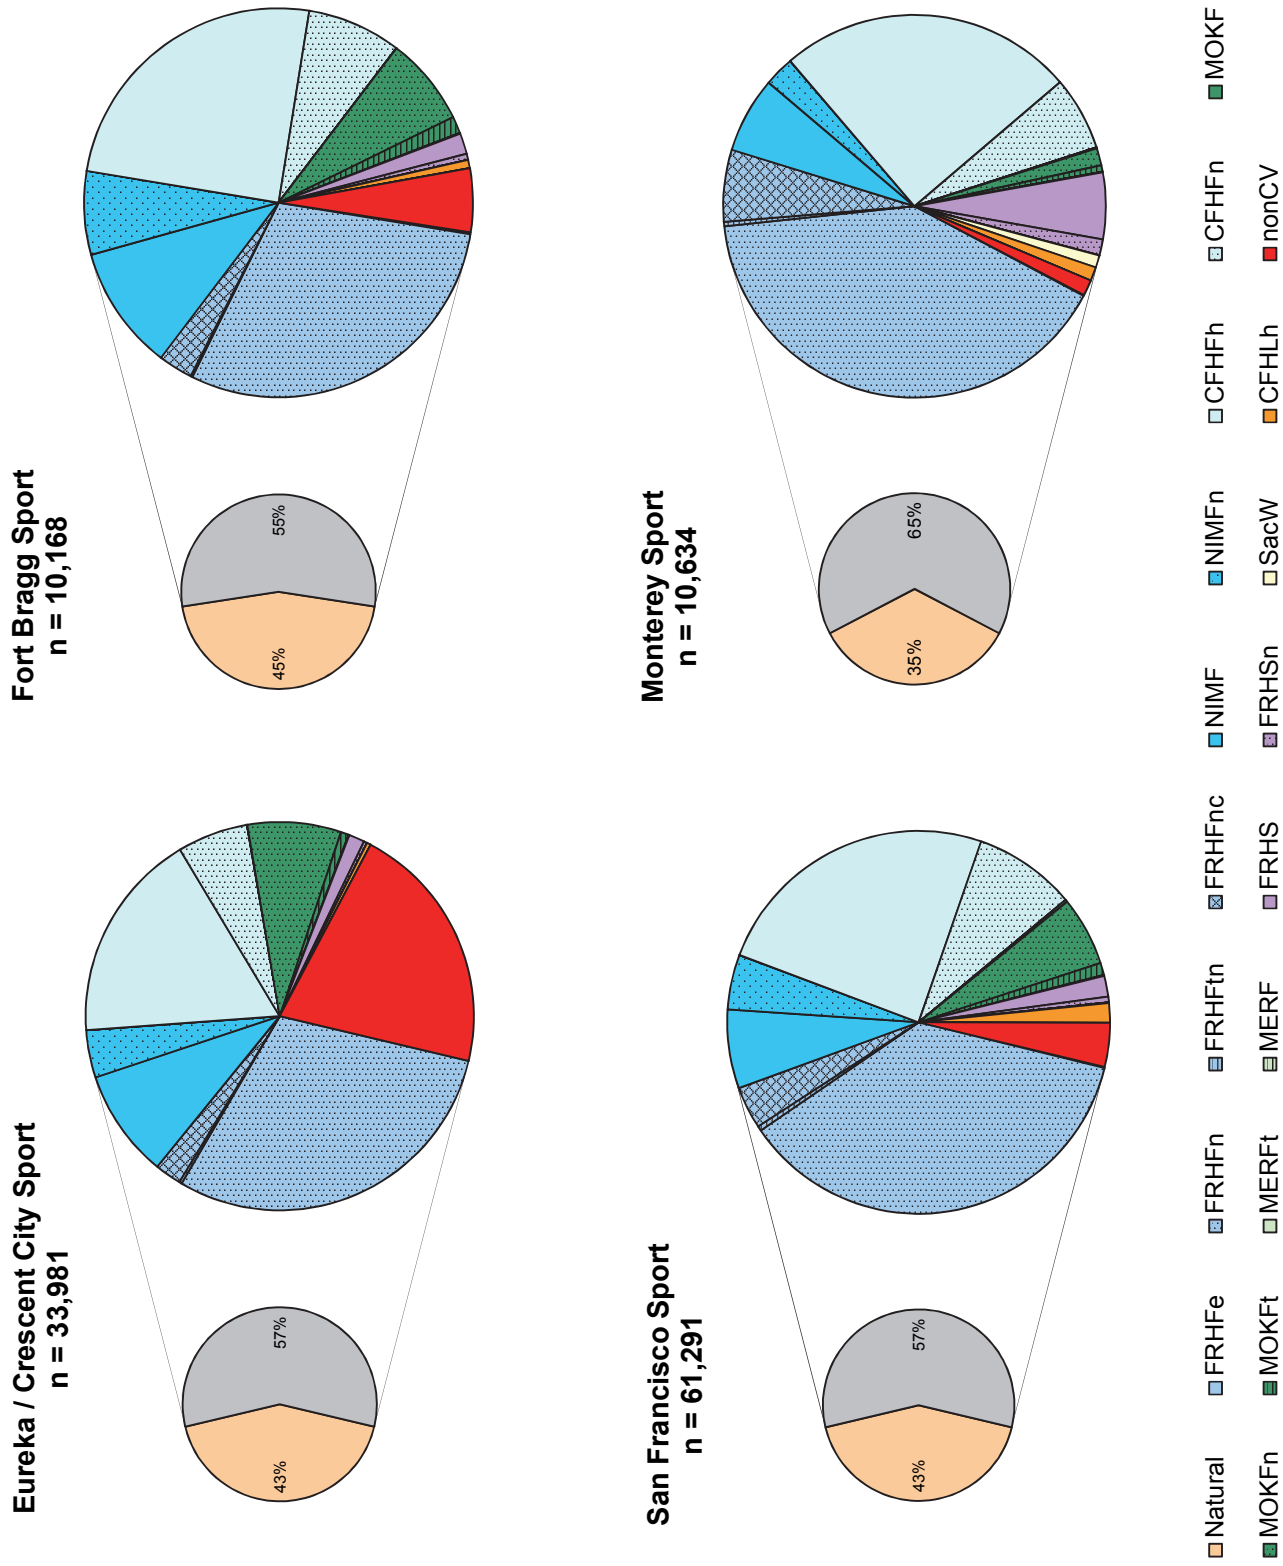 Eureka / Crescent City Sport
n = 33,981
43%
57%
Fort Bragg Sport
n = 10,168
45%
55%
San Francisco Sport
n = 61,291
43%
57%
Monterey Sport
n = 10,634
35%
65%
Natural FRHFe FRHFn FRHFtn FRHFnc NIMF NIMFn CFHFh CFHFn MOKF
MOKFn MOKFt MERFt MERF FRHS FRHSn SacW CFHLh nonCV